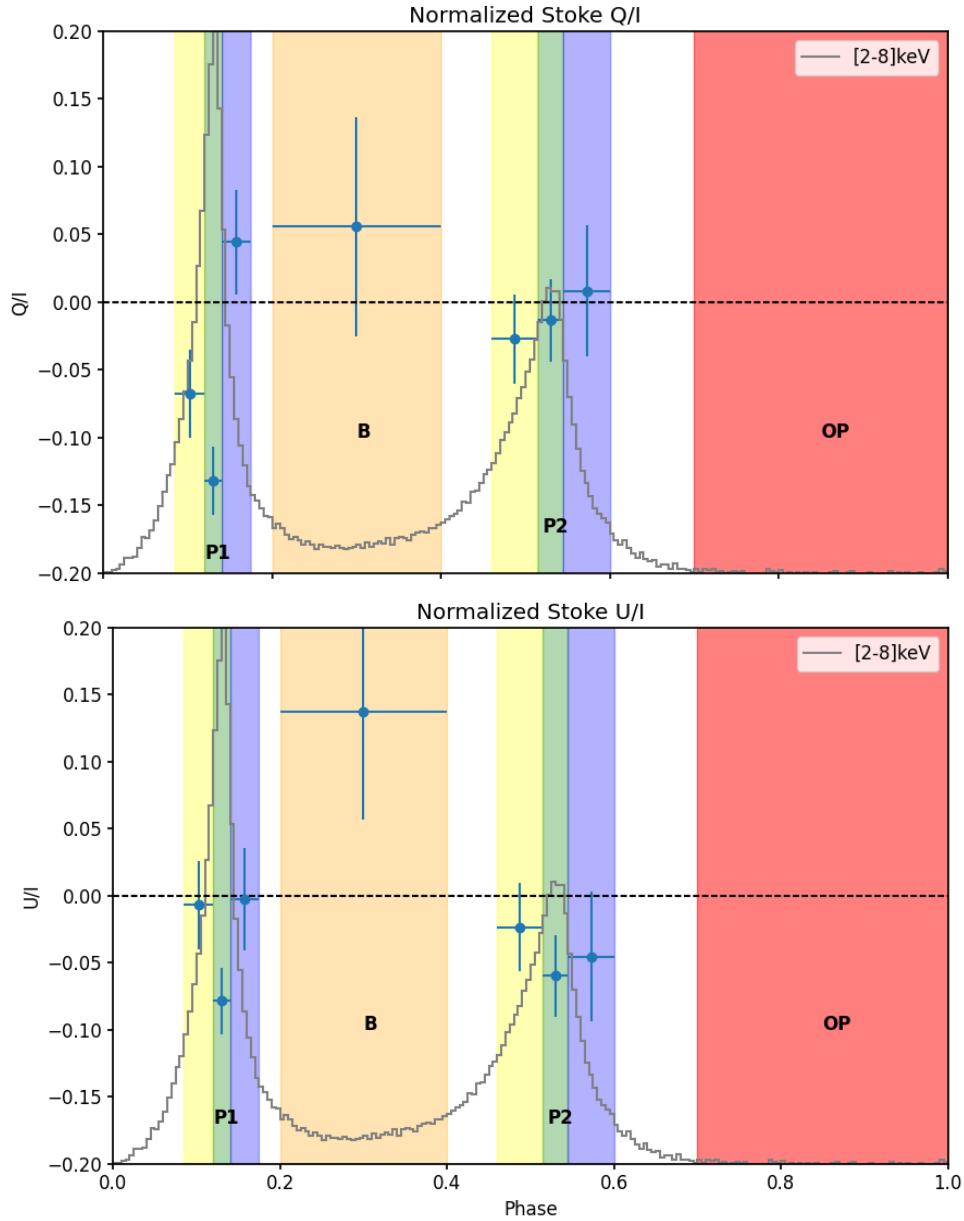 Normalized Stoke Q/I
0.20
0.15
0.10
0.05
0.00
−0.05
−0.10
−0.15
−0.20
Q/I
[2-8]keV
B
OP
P1
P2
Normalized Stoke U/I
0.20
0.15
0.10
0.05
0.00
−0.05
−0.10
−0.15
−0.20
U/I
[2-8]keV
B
OP
P1
P2
0.0 0.2 0.4 0.6 0.8 1.0
Phase